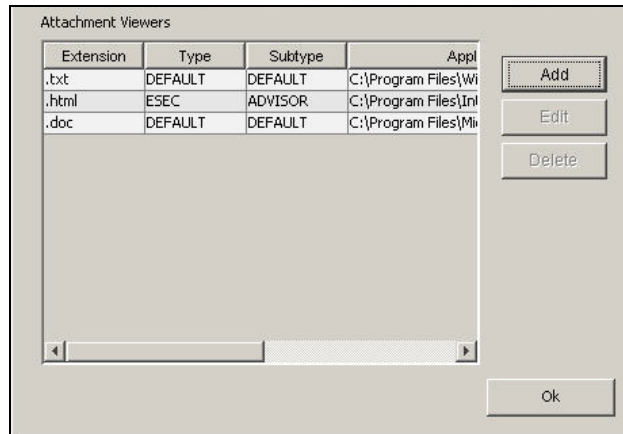 Attachment Viewers
Extension Type Subtype Appl
.txt DEFAULT DEFAULT C:\Program Files\Wi
.html ESEC ADVISOR C:\Program Files\Int
.doc DEFAULT DEFAULT C:\Program Files\Mi
Add
Edit
Delete
Ok